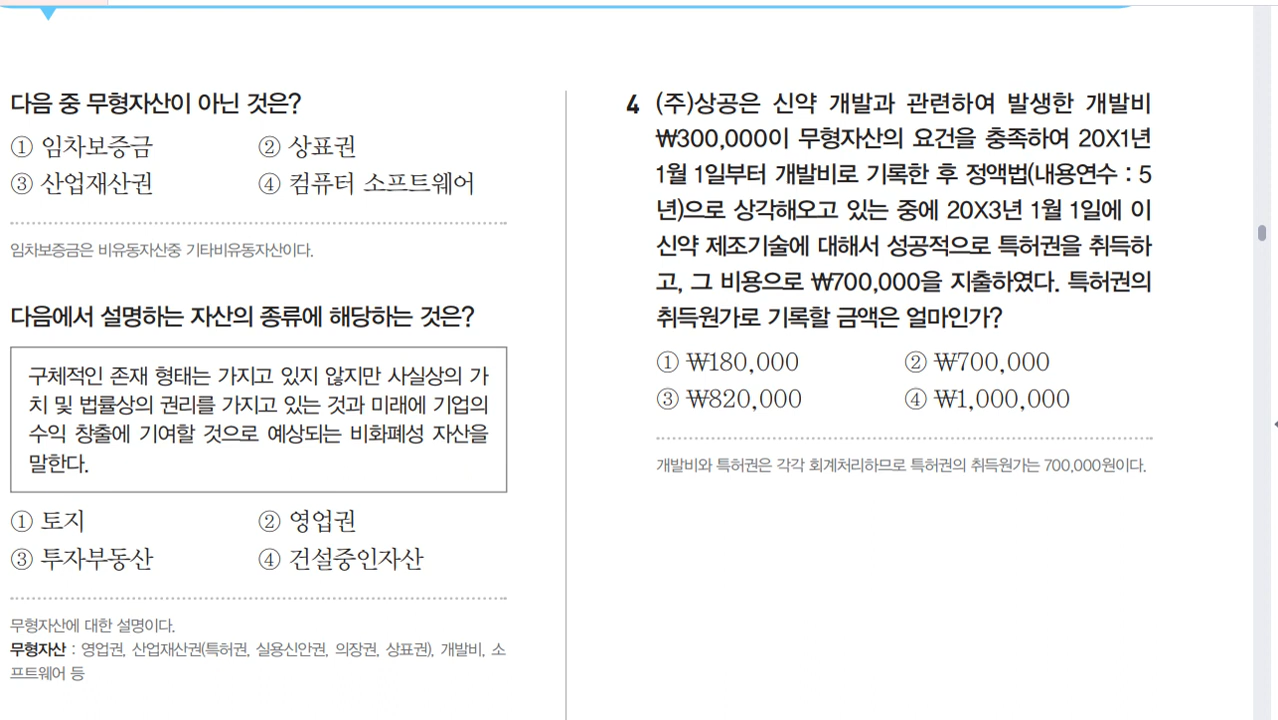 다음 중 무형자산이 아닌 것은?
① 임차보증금 ② 상표권
③ 산업재산권 ④ 컴퓨터 소프트웨어
임차보증금은 비유동자산중 기타비유동자산이다.
다음에서 설명하는 자산의 종류에 해당하는 것은?
구체적인 존재 형태는 가지고 있지 않지만 사실상의 가
치 및 법률상의 권리를 가지고 있는 것과 미래에 기업의
수익 창출에 기여할 것으로 예상되는 비화폐성 자산을
말한다.
① 토지 ② 영업권
③ 투자부동산 ④ 건설중인자산
무형자산에 대한 설명이다.
무형자산 : 영업권, 산업재산권(특허권, 실용신안권, 의장권, 상표권), 개발비, 소
프트웨어 등
4 (주)상공은 신약 개발과 관련하여 발생한 개발비
₩300,000이 무형자산의 요건을 충족하여 20X1년
1월 1일부터 개발비로 기록한 후 정액법(내용연수 : 5
년)으로 상각해오고 있는 중에 20X3년 1월 1일에 이
신약 제조기술에 대해서 성공적으로 특허권을 취득하
고, 그 비용으로 ₩700,000을 지출하였다. 특허권의
취득원가로 기록할 금액은 얼마인가?
① ₩180,000 ② ₩700,000
③ ₩820,000 ④ ₩1,000,000
개발비와 특허권은 각각 회계처리하므로 특허권의 취득원가는 700,000원이다.